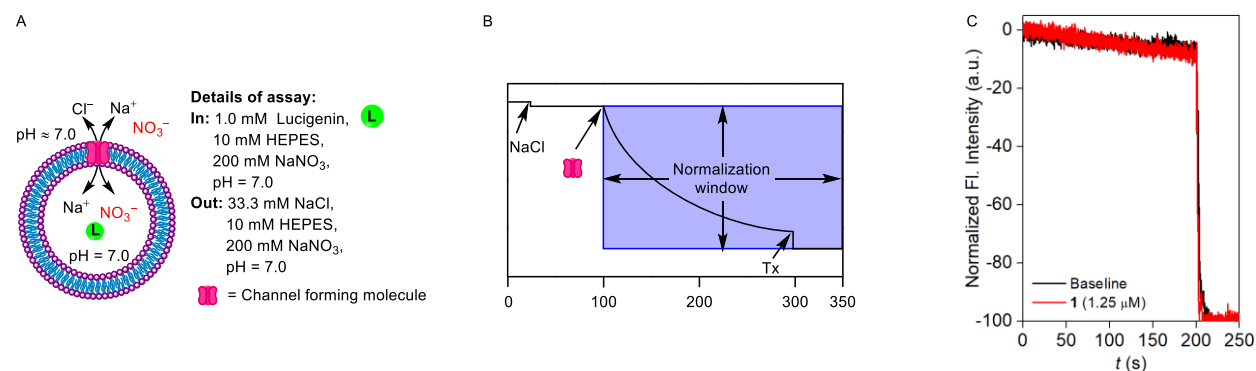 A
Cl⁻
Na⁺
NO₃⁻
pH ≈ 7.0
Na⁺
NO₃⁻
L
pH = 7.0
Details of assay:
In: 1.0 mM Lucigenin,
L
10 mM HEPES,
200 mM NaNO₃,
pH = 7.0
Out: 33.3 mM NaCl,
10 mM HEPES,
200 mM NaNO₃,
pH = 7.0
= Channel forming molecule
B
NaCl
Normalization
window
Tx
0
100
200
300
350
C
Normalized Fl. Intensity (a.u.)
0
-20
-40
-60
-80
-100
Baseline
1 (1.25 μM)
0
50
100
150
200
250
t (s)